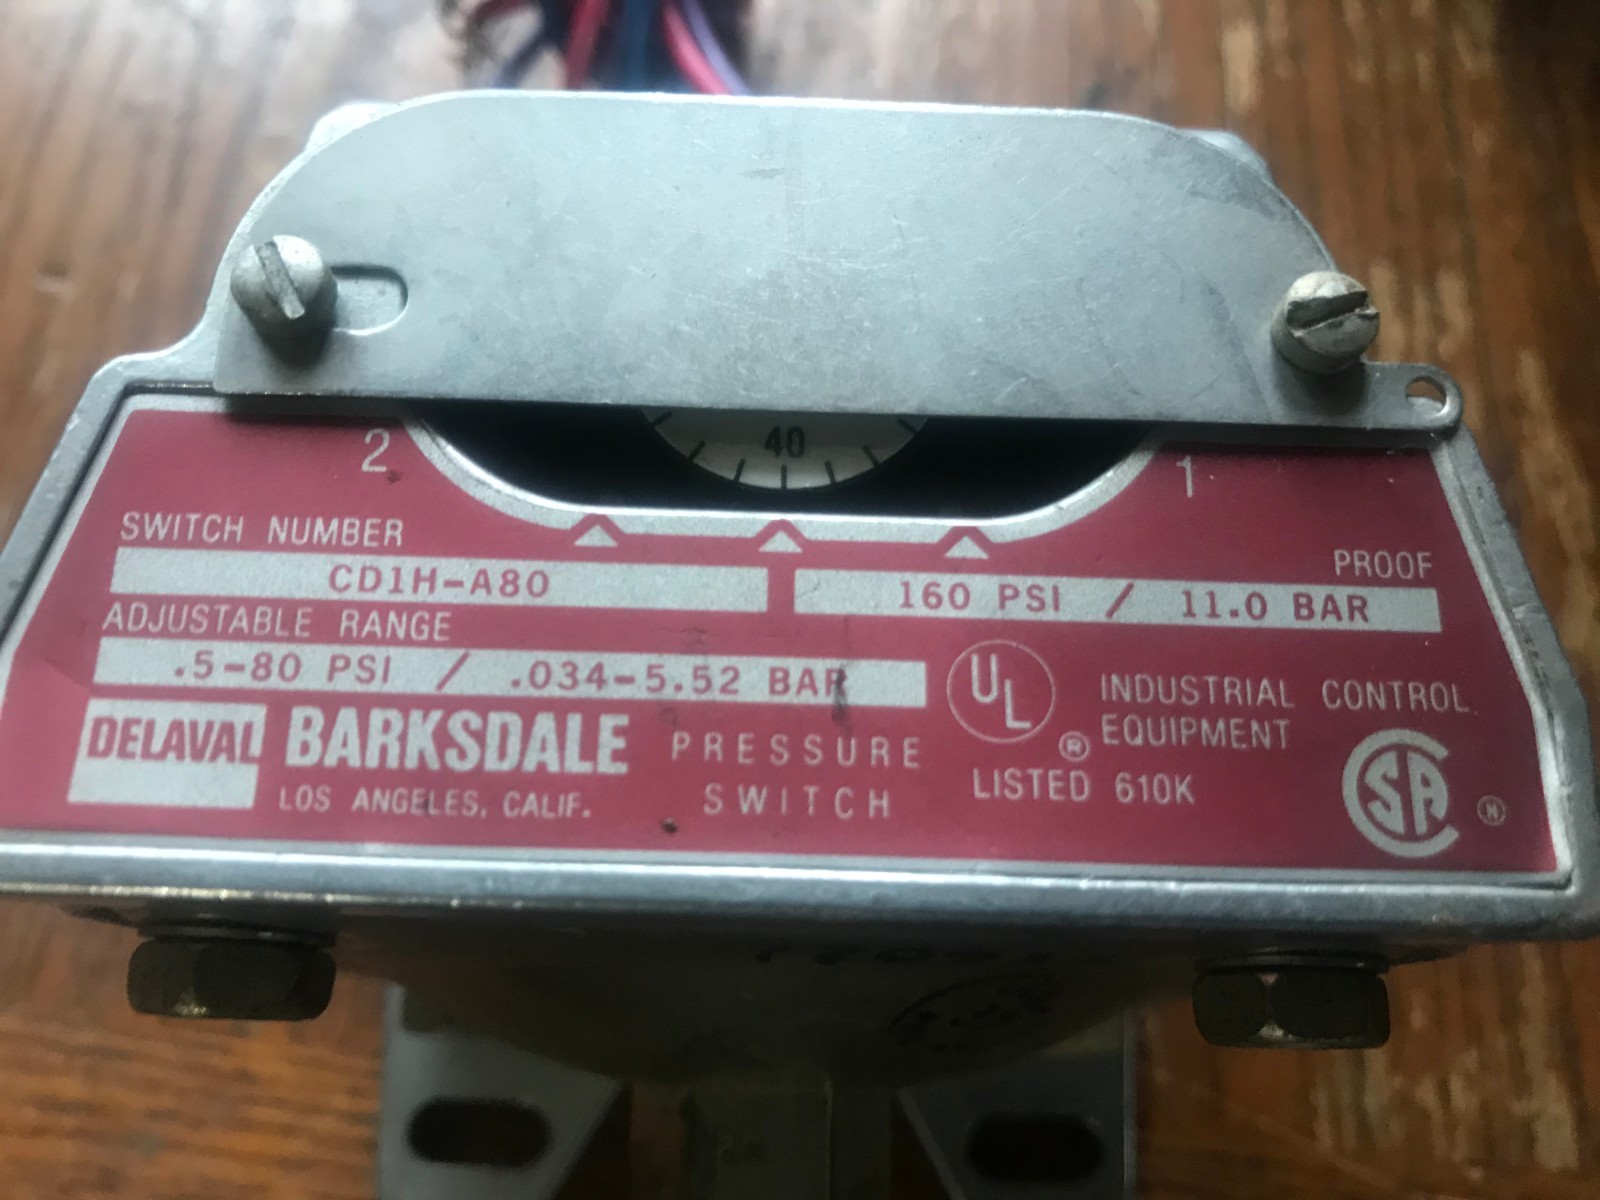 40
2
1
SWITCH NUMBER
PROOF
CD1H-A80
160 PSI / 11.0 BAR
ADJUSTABLE RANGE
.5-80 PSI / .034-5.52 BAR
UL
®
INDUSTRIAL CONTROL
EQUIPMENT
LISTED 610K
DELAVAL
BARKSDALE
LOS ANGELES, CALIF.
PRESSURE
SWITCH
SA
N